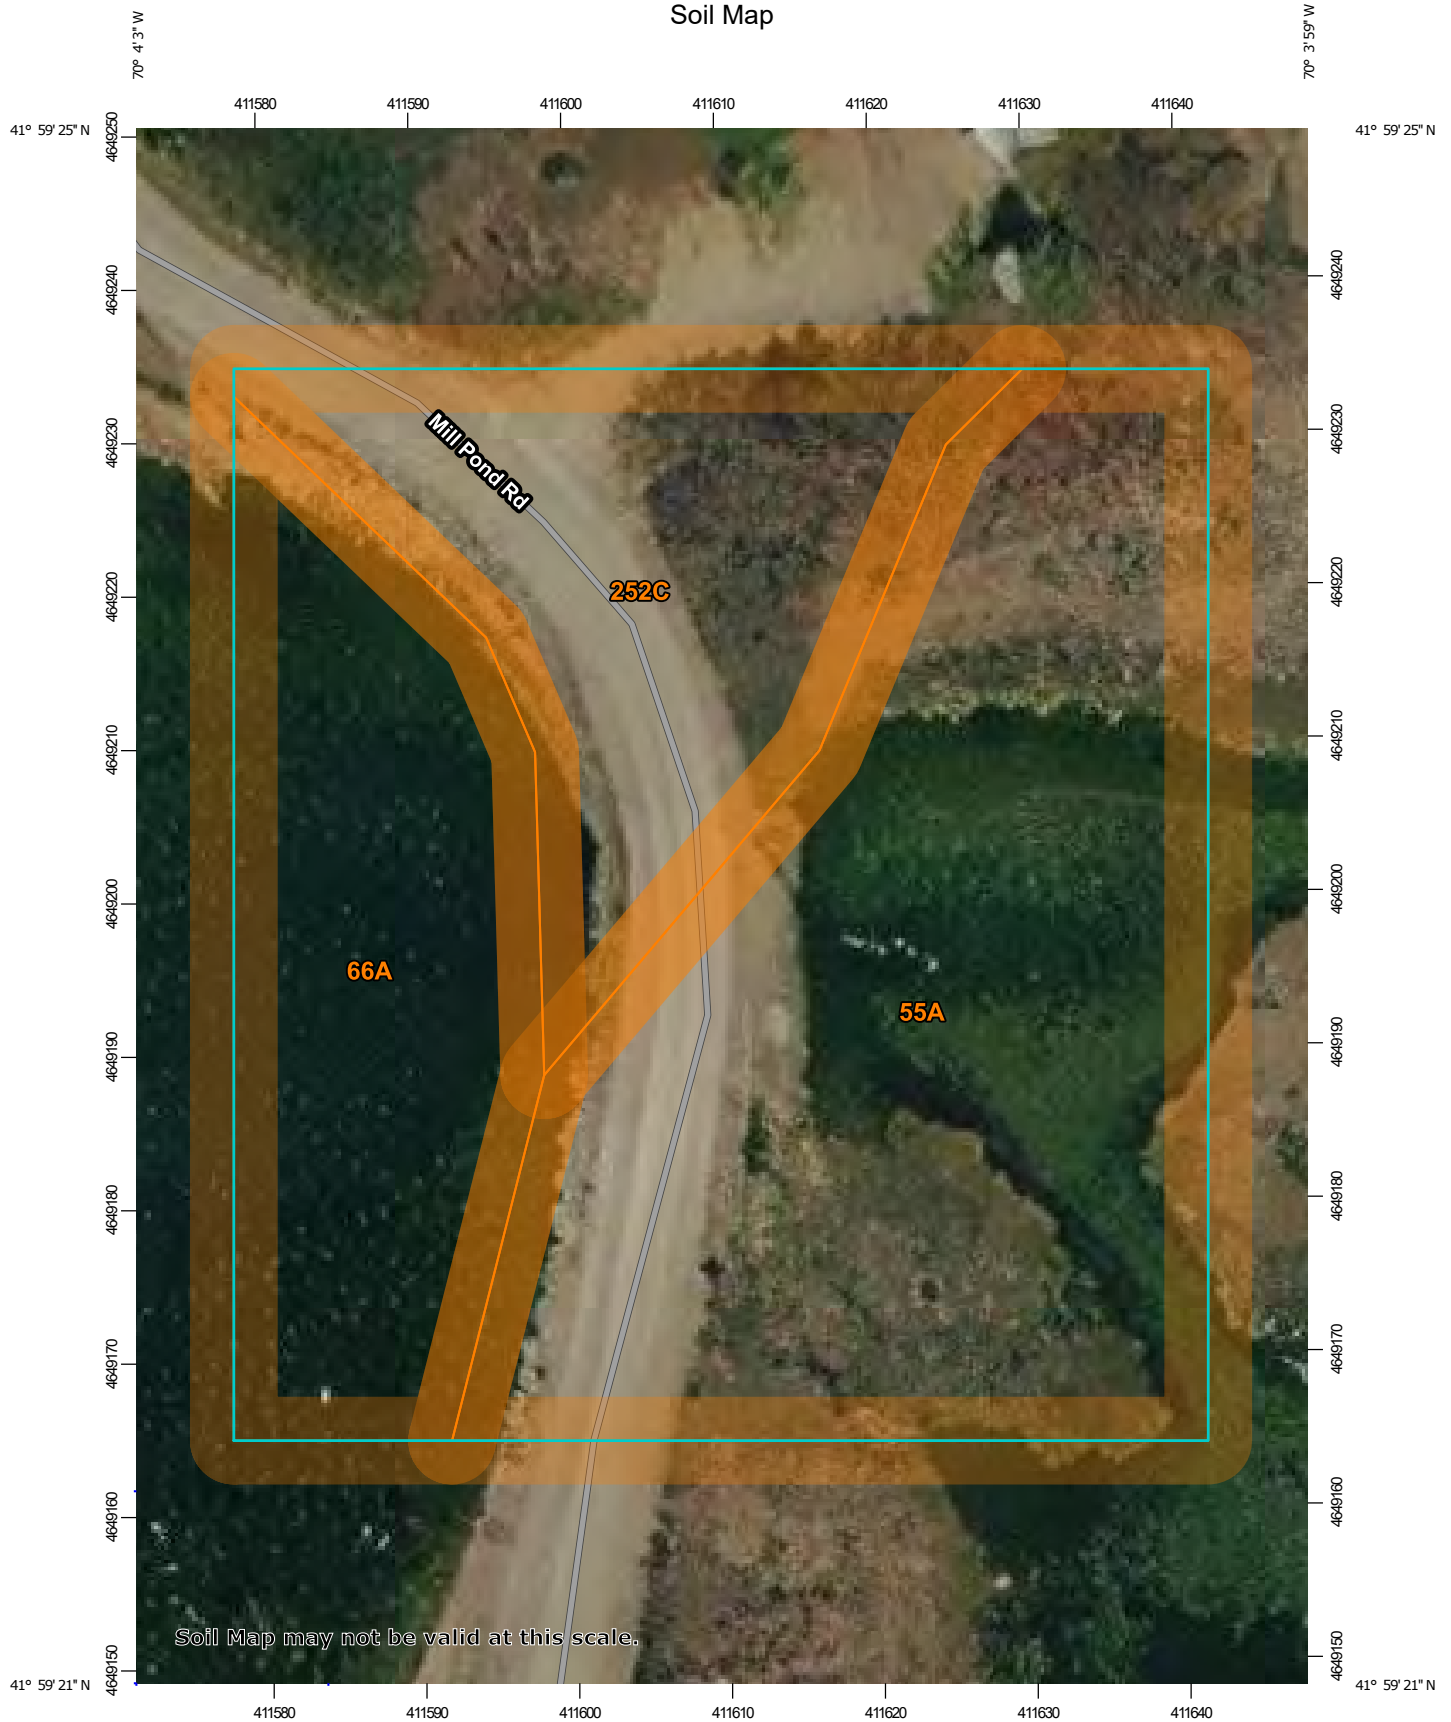 Soil Map
70° 4' 3'' W
70° 3' 59'' W
411580
411590
411600
411610
411620
411630
411640
41° 59' 25'' N
41° 59' 25'' N
4649250
4649240
4649240
4649230
4649230
Mill Pond Rd
252C
4649220
4649220
4649210
4649210
4649200
4649200
66A
55A
4649190
4649190
4649180
4649180
4649170
4649170
4649160
4649160
Soil Map may not be valid at this scale.
4649150
4649150
41° 59' 21'' N
41° 59' 21'' N
411580
411590
411600
411610
411620
411630
411640